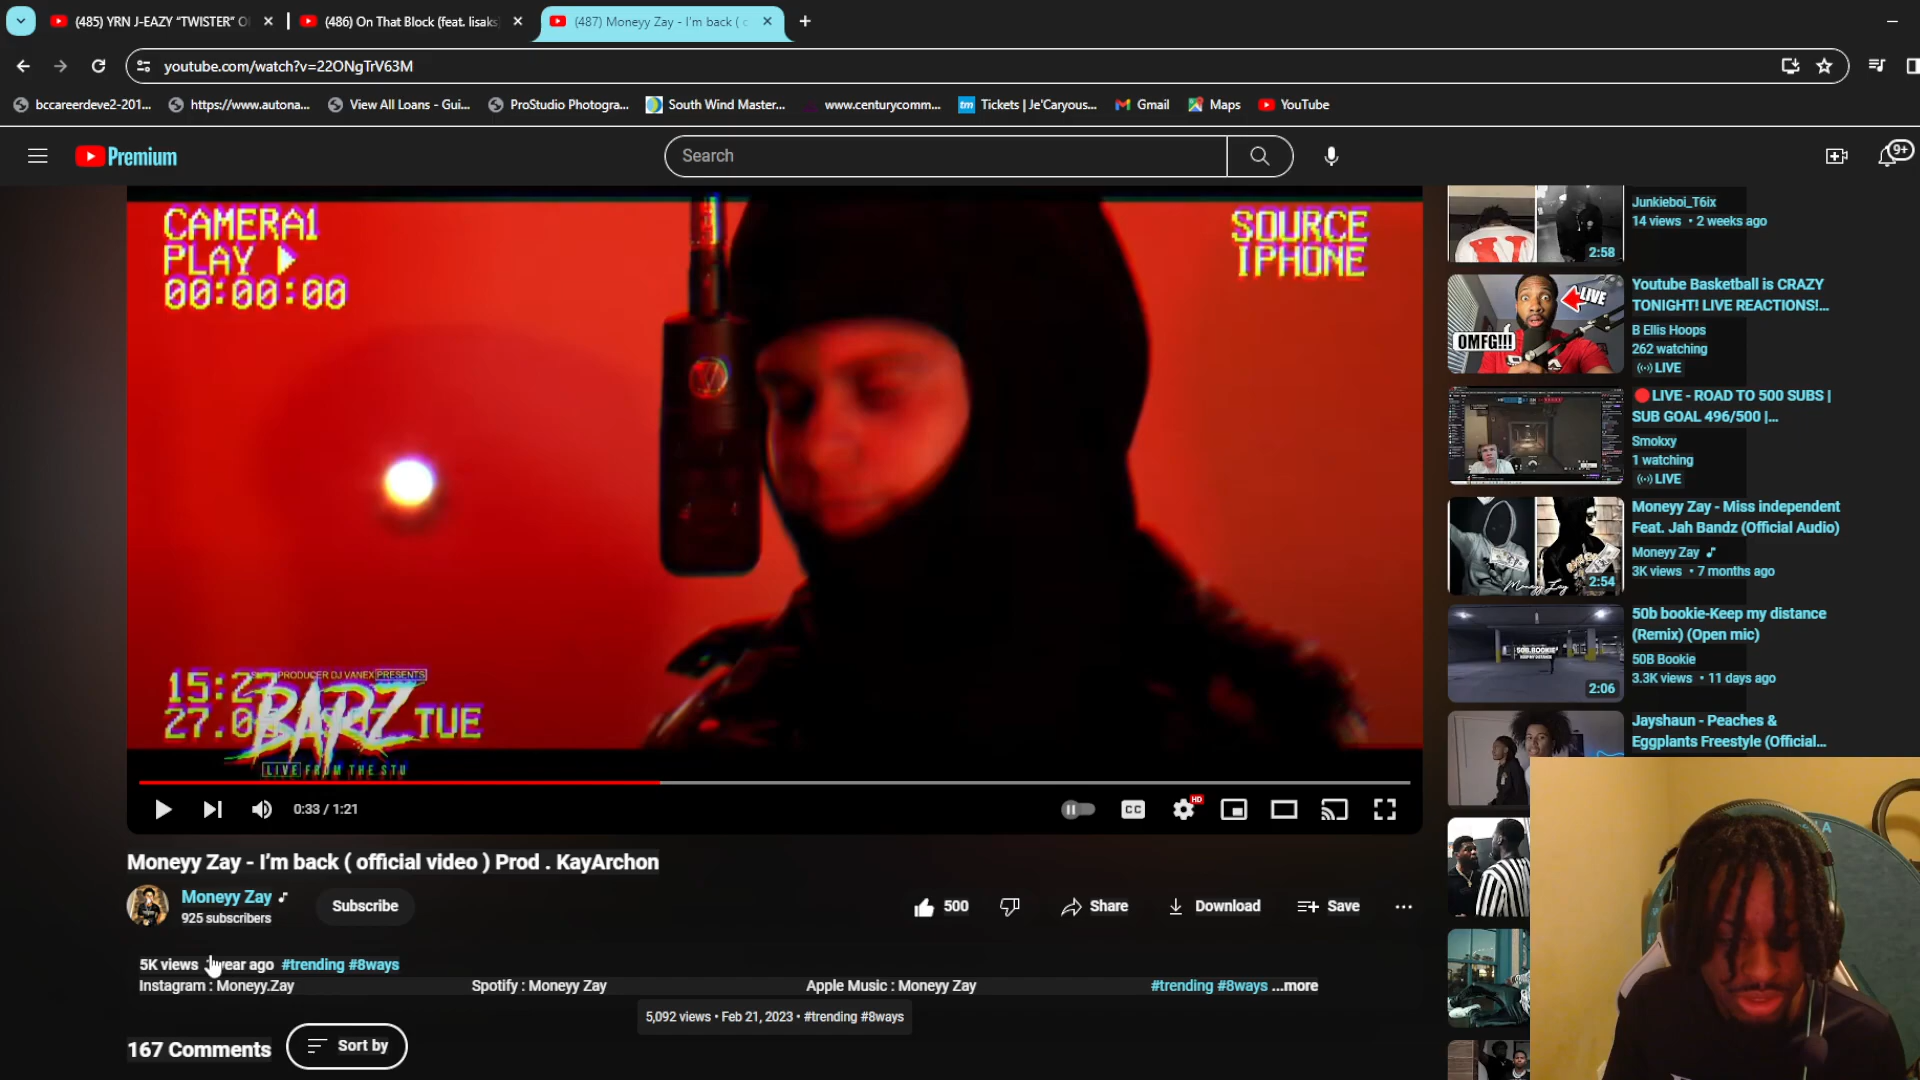 (485) YRN J-EAZY "TWISTER"
(486) On That Block (feat. lisaks
(487) Moneyy Zay - I'm back (
youtube.com/watch?v=22ONgTrV63M
bccareerdeve2-201...
https://www.autona...
View All Loans - Gui...
ProStudio Photogra...
South Wind Master...
www.centurycomm...
tm Tickets | Je'Caryous...
Gmail
Maps
YouTube
Premium
Search
9+
CAMERA1
PLAY
00:00:00
SOURCE
IPHONE
PRODUCER DJ VANEX PRESENTS
BARZ
TUE
LIVE FROM THE STU
0:33 / 1:21
CC
HD
Moneyy Zay - I'm back ( official video ) Prod . KayArchon
Moneyy Zay
925 subscribers
Subscribe
500
Share
Download
Save
5K views
year ago #trending #8ways
Instagram : Moneyy.Zay
Spotify : Moneyy Zay
Apple Music : Moneyy Zay
#trending #8ways ...more
5,092 views • Feb 21, 2023 • #trending #8ways
167 Comments
Sort by
Junkieboi_T6ix
14 views • 2 weeks ago
2:58
LIVE
OMFG!!!
Youtube Basketball is CRAZY
TONIGHT! LIVE REACTIONS!...
B Ellis Hoops
262 watching
LIVE
LIVE - ROAD TO 500 SUBS |
SUB GOAL 496/500 |...
Smokxy
1 watching
LIVE
Moneyy Zay
2:54
Moneyy Zay - Miss independent
Feat. Jah Bandz (Official Audio)
Moneyy Zay
3K views • 7 months ago
50B BOOKIE
2:06
50b bookie-Keep my distance
(Remix) (Open mic)
50B Bookie
3.3K views • 11 days ago
Jayshaun - Peaches &
Eggplants Freestyle (Official...